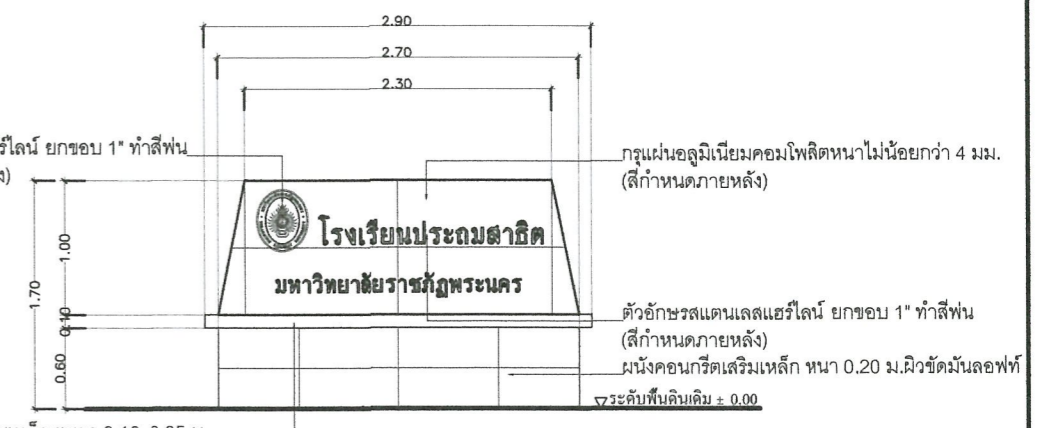 2.90
2.70
2.30
ร์ไลน์ ยกขอบ 1" ทำสีพ่น
กรุแผ่นอลูมิเนียมคอมโพสิตหนาไม่น้อยกว่า 4 มม.
(สีกำหนดภายหลัง)
1.00
1.70
0.10
0.60
โรงเรียนประถมสาธิต
มหาวิทยาลัยราชภัฏพระนคร
ตัวอักษรสแตนเลสแฮร์ไลน์ ยกขอบ 1" ทำสีพ่น
(สีกำหนดภายหลัง)
ผนังคอนกรีตเสริมเหล็ก หนา 0.20 ม.ผิวขัดมันลอฟท์
ระดับพื้นดินเดิม ± 0.00